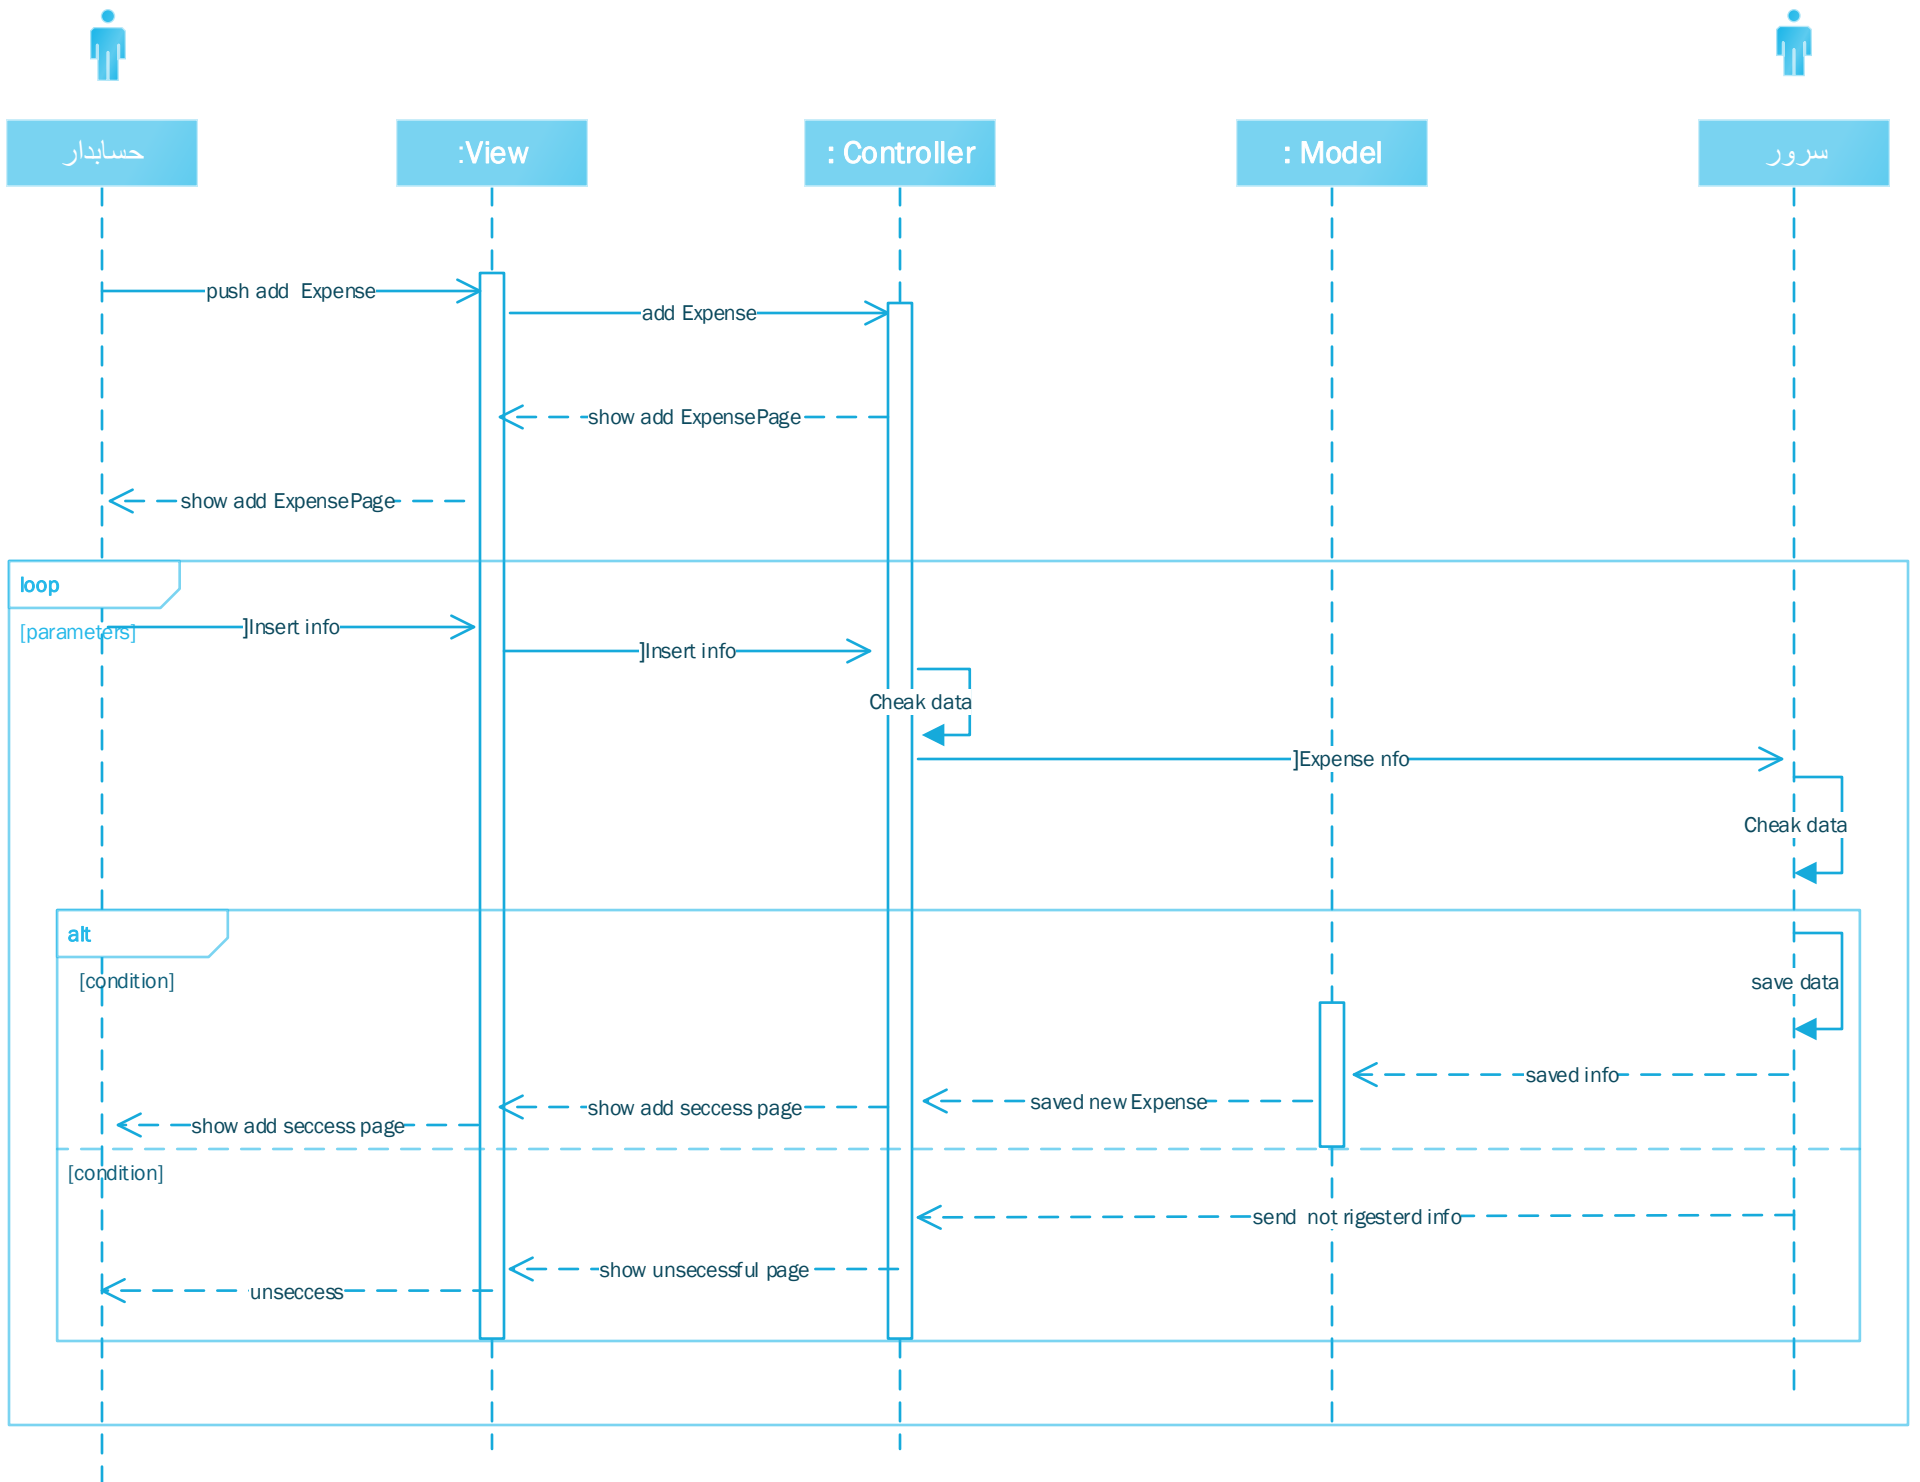 حسابدار
:View
: Controller
: Model
سرور
push add Expense
add Expense
show add ExpensePage
show add ExpensePage
loop
[parameters]
]Insert info
]Insert info
Cheak data
]Expense nfo
Cheak data
alt
[condition]
save data
saved info
saved new Expense
show add seccess page
show add seccess page
[condition]
send not rigesterd info
show unsecessful page
unseccess